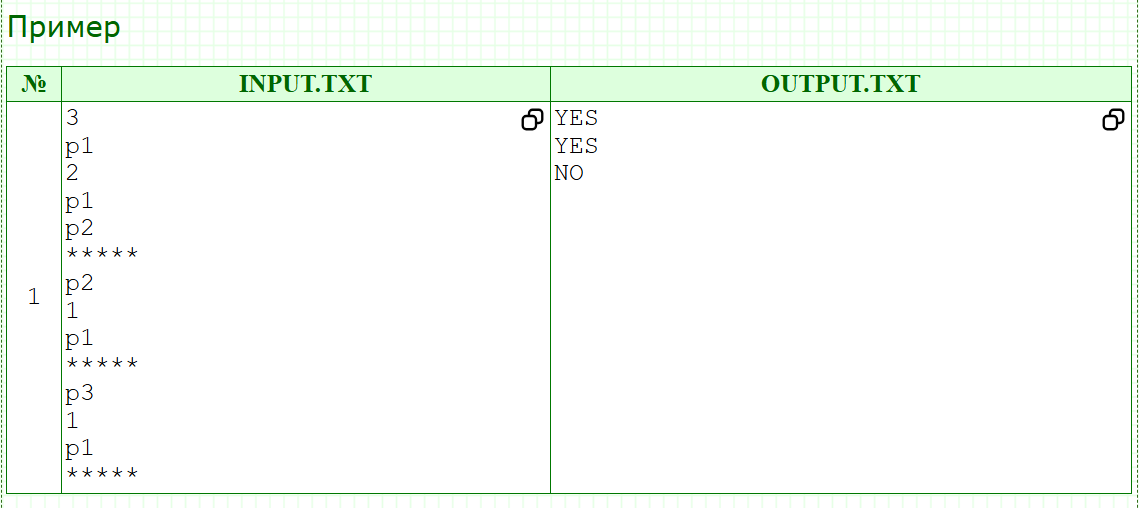 Пример
№ INPUT.TXT OUTPUT.TXT
1
3
p1
2
p1
p2
*****
p2
1
p1
*****
p3
1
p1
*****
YES
YES
NO